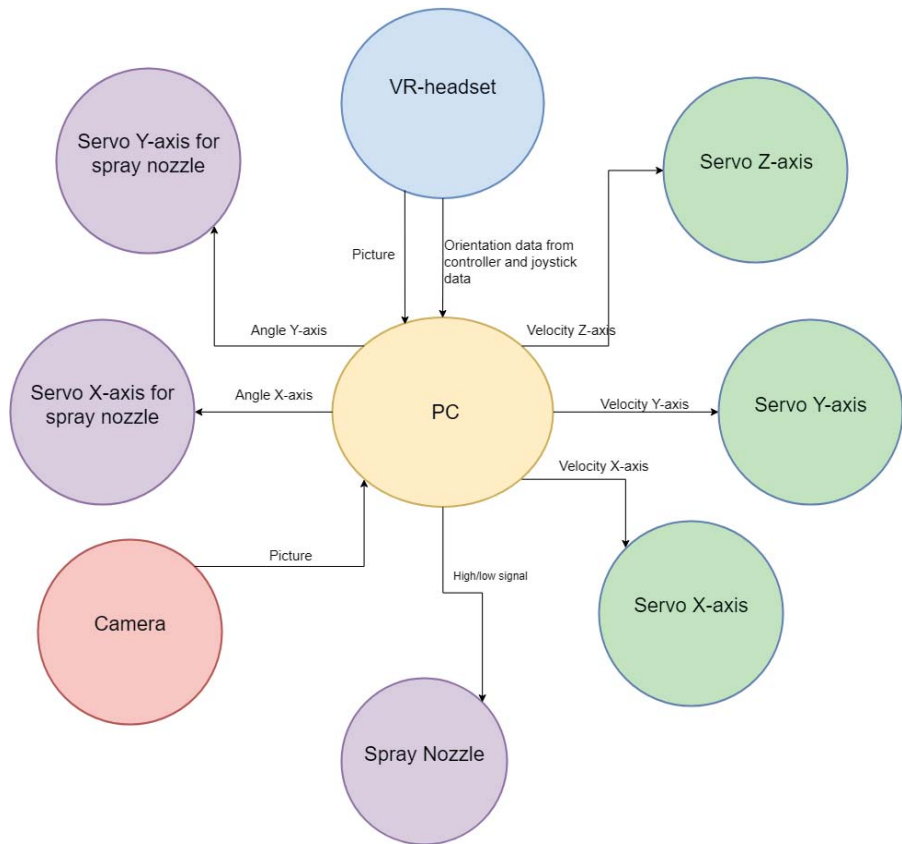 VR-headset
Servo Y-axis for
spray nozzle
Servo Z-axis
Picture
Orientation data from
controller and joystick
data
Angle Y-axis
Velocity Z-axis
Servo X-axis for
spray nozzle
Angle X-axis
PC
Velocity Y-axis
Servo Y-axis
Velocity X-axis
Picture
High/low signal
Camera
Servo X-axis
Spray Nozzle